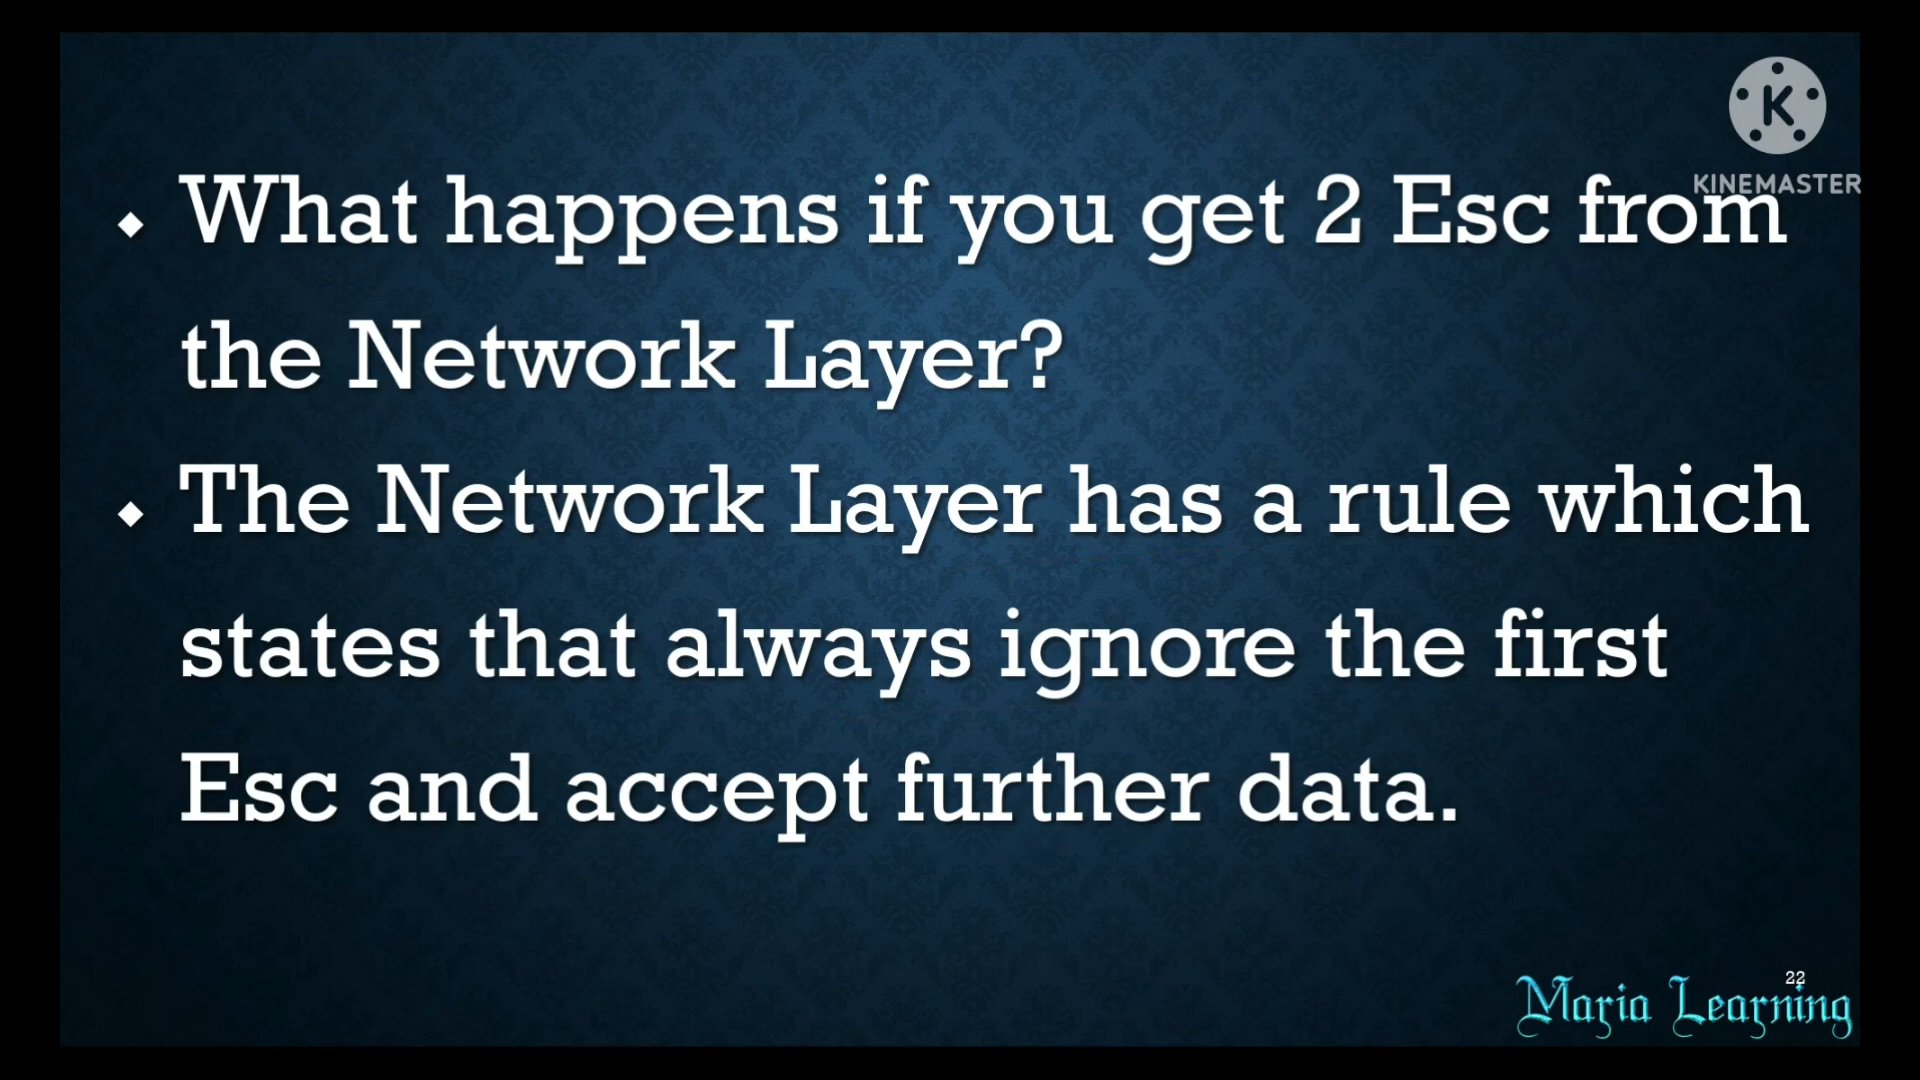 KINEMASTER
◆ What happens if you get 2 Esc from
the Network Layer?
◆ The Network Layer has a rule which
states that always ignore the first
Esc and accept further data.
22
Maria Learning